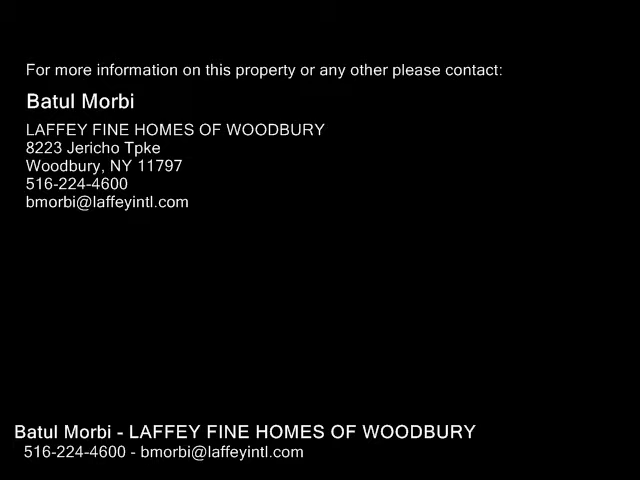 For more information on this property or any other please contact:
Batul Morbi
LAFFEY FINE HOMES OF WOODBURY
8223 Jericho Tpke
Woodbury, NY 11797
516-224-4600
bmorbi@laffeyintl.com
Batul Morbi - LAFFEY FINE HOMES OF WOODBURY
516-224-4600 - bmorbi@laffeyintl.com